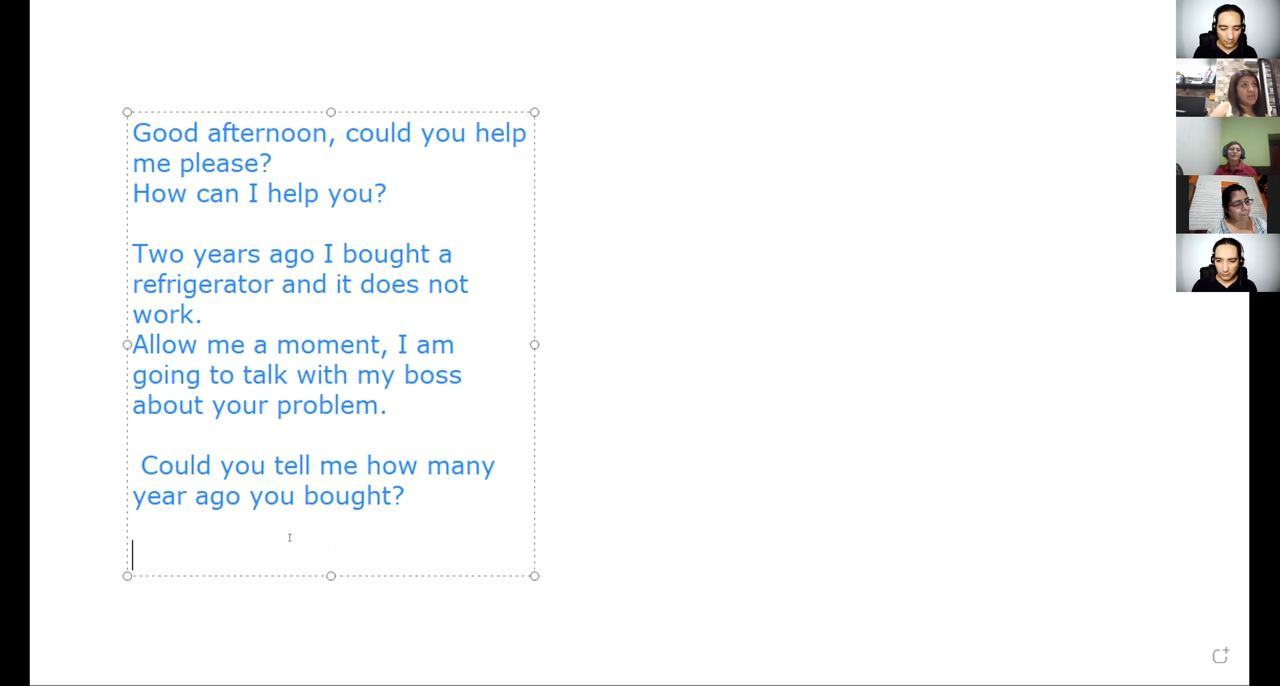 Good afternoon, could you help
me please?
How can I help you?
Two years ago I bought a
refrigerator and it does not
work.
Allow me a moment, I am
going to talk with my boss
about your problem.
Could you tell me how many
year ago you bought?